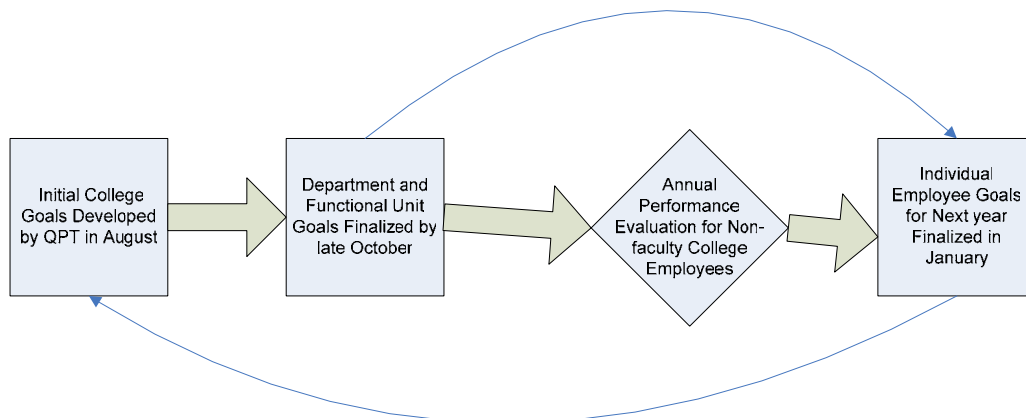 Initial College
Goals Developed
by QPT in August
Department and
Functional Unit
Goals Finalized by
late October
Annual
Performance
Evaluation for Non-
faculty College
Employees
Individual
Employee Goals
for Next year
Finalized in
January